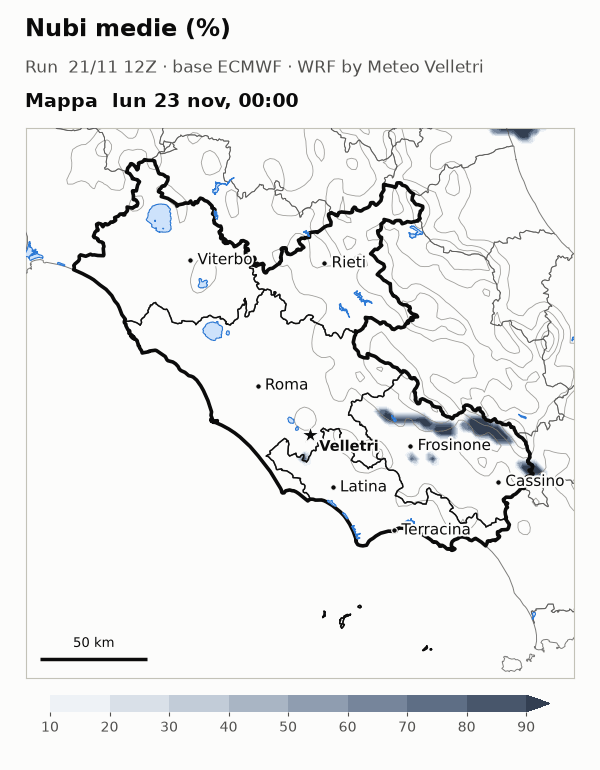 Nubi medie (%)
Run  21/11 12Z · base ECMWF · WRF by Meteo Velletri
Mappa  lun 23 nov, 00:00
Viterbo
Rieti
Roma
Velletri
Frosinone
Latina
Cassino
Terracina
50 km
10 20 30 40 50 60 70 80 90